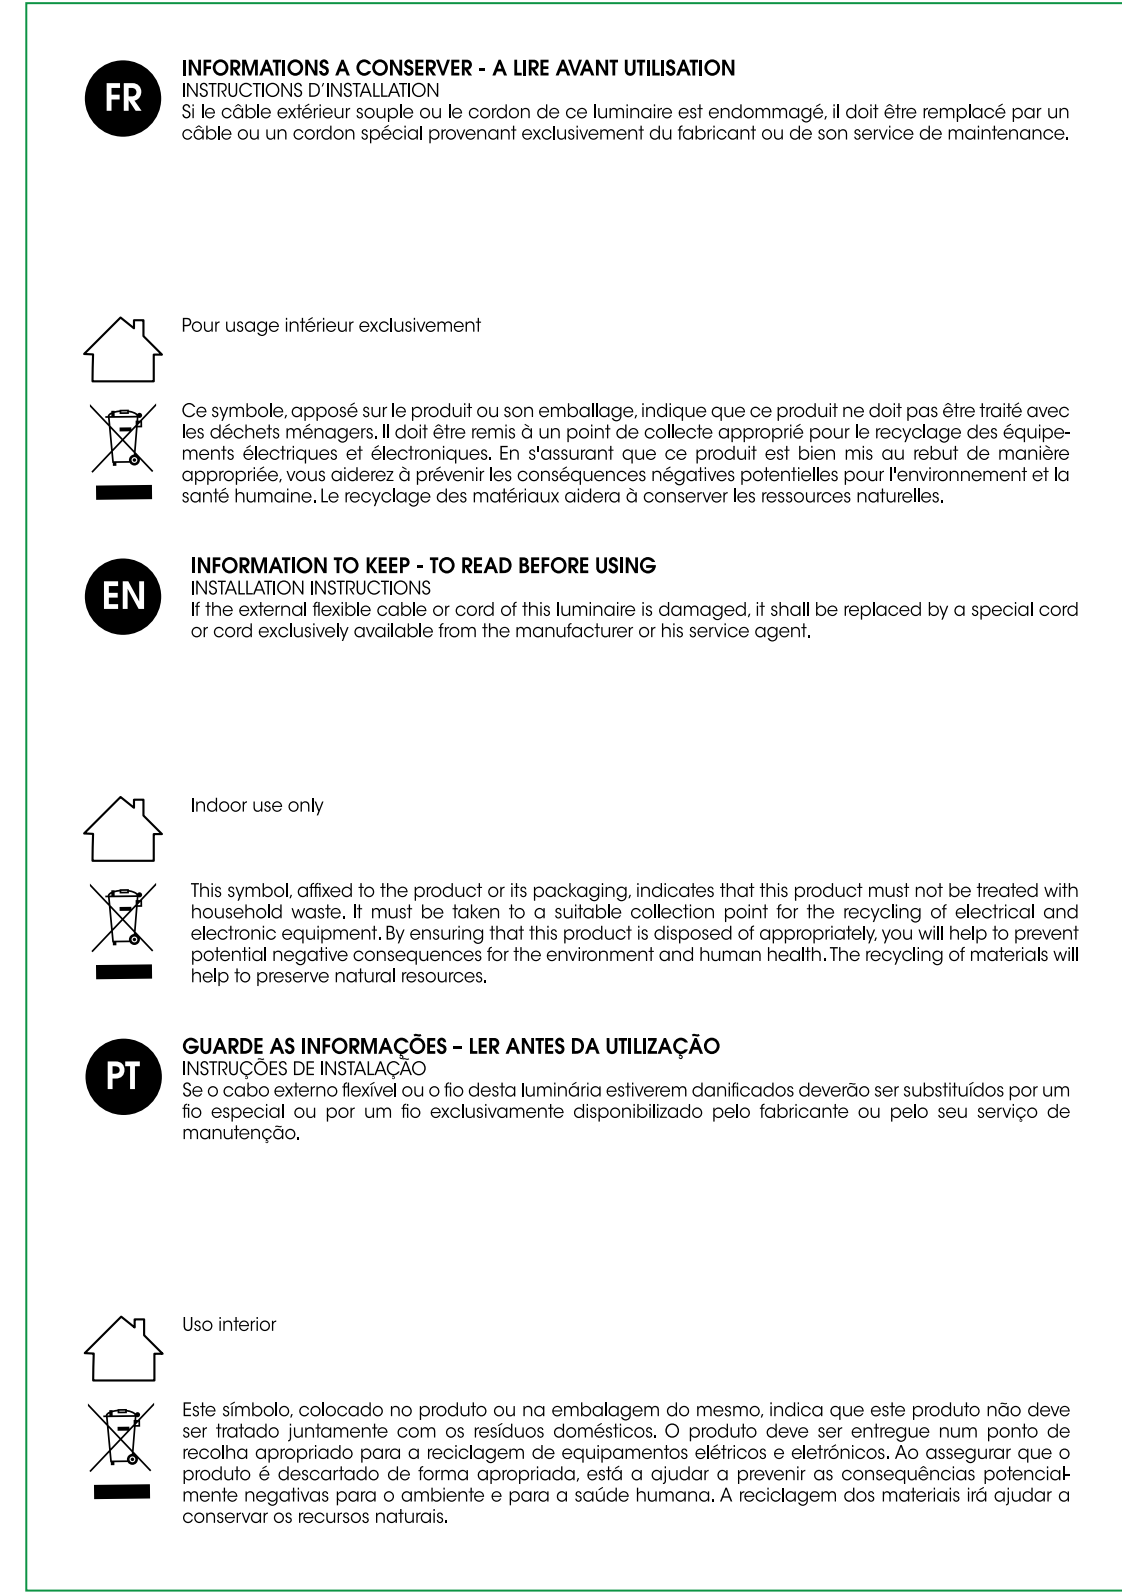 FR
INFORMATIONS A CONSERVER - A LIRE AVANT UTILISATION
INSTRUCTIONS D'INSTALLATION
Si le câble extérieur souple ou le cordon de ce luminaire est endommagé, il doit être remplacé par un
câble ou un cordon spécial provenant exclusivement du fabricant ou de son service de maintenance.
Pour usage intérieur exclusivement
Ce symbole, apposé sur le produit ou son emballage, indique que ce produit ne doit pas être traité avec
les déchets ménagers. Il doit être remis à un point de collecte approprié pour le recyclage des équipe-
ments électriques et électroniques. En s'assurant que ce produit est bien mis au rebut de manière
appropriée, vous aiderez à prévenir les conséquences négatives potentielles pour l'environnement et la
santé humaine. Le recyclage des matériaux aidera à conserver les ressources naturelles.
EN
INFORMATION TO KEEP - TO READ BEFORE USING
INSTALLATION INSTRUCTIONS
If the external flexible cable or cord of this luminaire is damaged, it shall be replaced by a special cord
or cord exclusively available from the manufacturer or his service agent.
Indoor use only
This symbol, affixed to the product or its packaging, indicates that this product must not be treated with
household waste. It must be taken to a suitable collection point for the recycling of electrical and
electronic equipment. By ensuring that this product is disposed of appropriately, you will help to prevent
potential negative consequences for the environment and human health. The recycling of materials will
help to preserve natural resources.
PT
GUARDE AS INFORMAÇÕES – LER ANTES DA UTILIZAÇÃO
INSTRUÇÕES DE INSTALAÇÃO
Se o cabo externo flexível ou o fio desta luminária estiverem danificados deverão ser substituídos por um
fio especial ou por um fio exclusivamente disponibilizado pelo fabricante ou pelo seu serviço de
manutenção.
Uso interior
Este símbolo, colocado no produto ou na embalagem do mesmo, indica que este produto não deve
ser tratado juntamente com os resíduos domésticos. O produto deve ser entregue num ponto de
recolha apropriado para a reciclagem de equipamentos elétricos e eletrónicos. Ao assegurar que o
produto é descartado de forma apropriada, está a ajudar a prevenir as consequências potencial-
mente negativas para o ambiente e para a saúde humana. A reciclagem dos materiais irá ajudar a
conservar os recursos naturais.